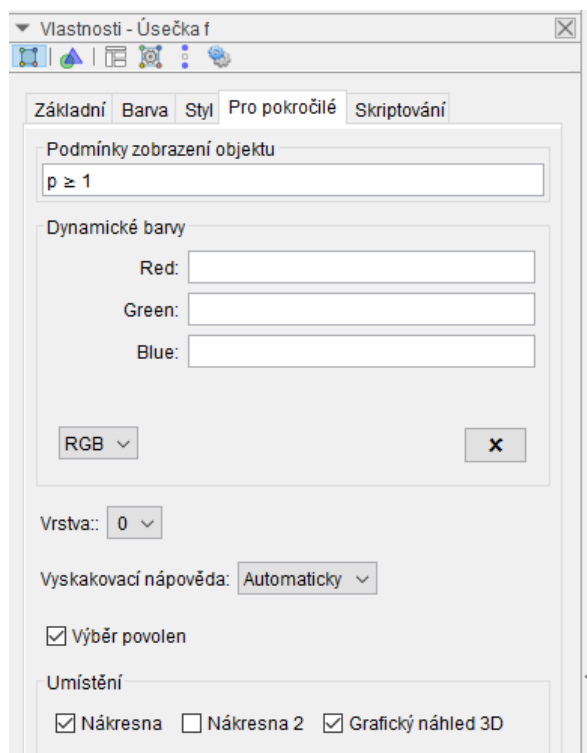 Vlastnosti - Úsečka f
Základní Barva Styl Pro pokročilé Skriptování
Podmínky zobrazení objektu
p ≥ 1
Dynamické barvy
Red:
Green:
Blue:
RGB
Vrstva:: 0
Vyskakovací nápověda: Automaticky
Výběr povolen
Umístění
Nákresna Nákresna 2 Grafický náhled 3D